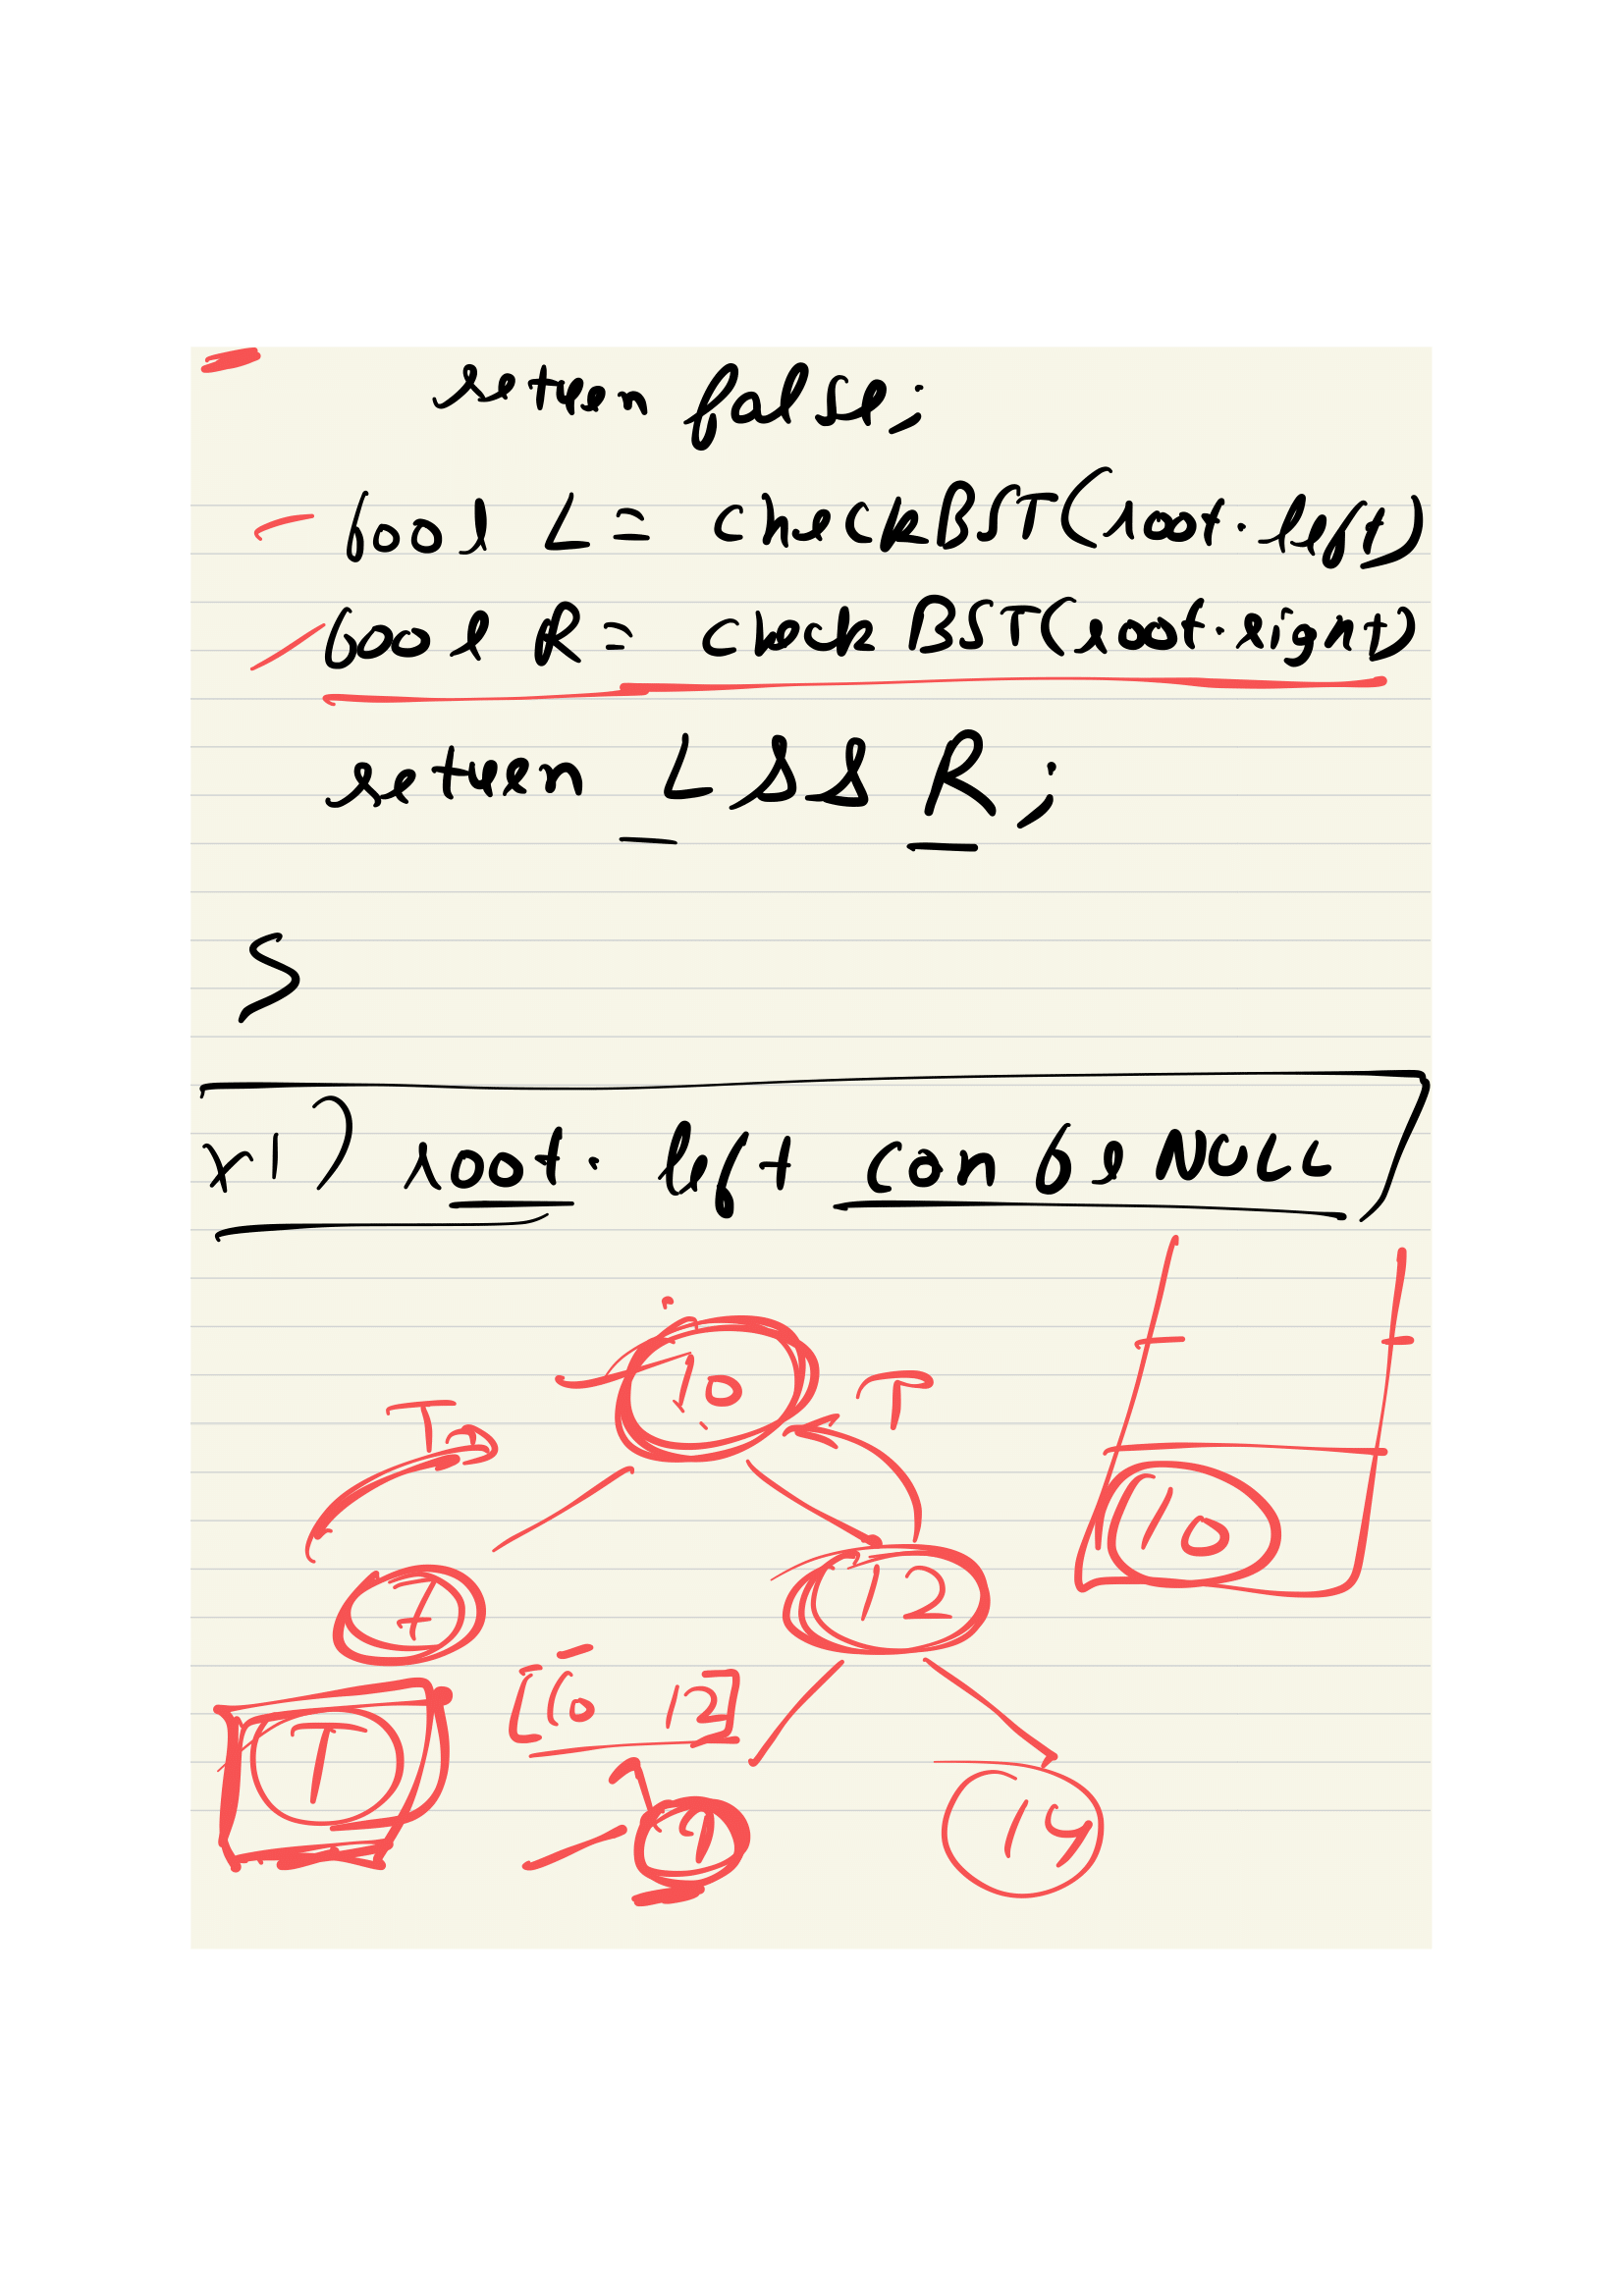 return false;
bool L = checkBST(root.left)
bool R = checkBST(root.right)
return L && R;
}
*1) root.left can be NULL
10
T
T
10
7
12
[10 12]
T
9
14